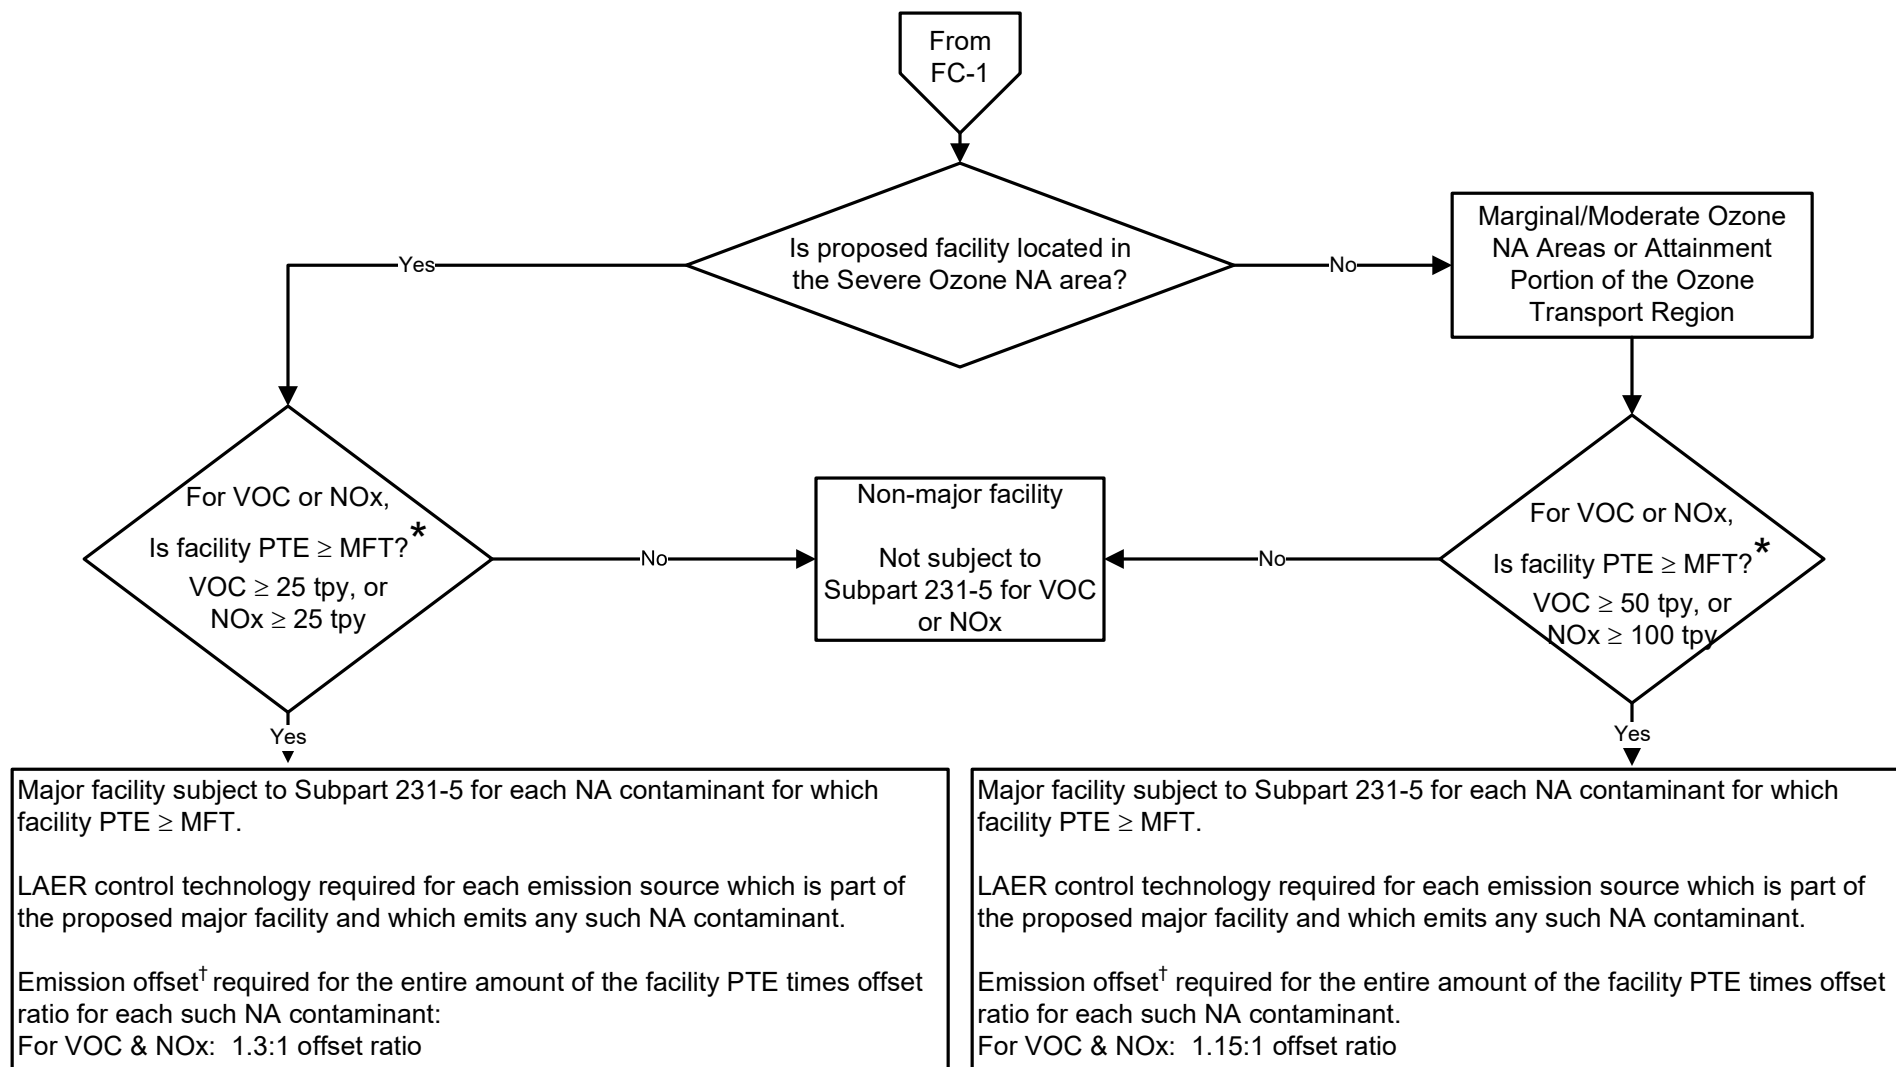 From
FC-1
Is proposed facility located in
the Severe Ozone NA area?
Yes
No
Marginal/Moderate Ozone
NA Areas or Attainment
Portion of the Ozone
Transport Region
For VOC or NOx,
Is facility PTE ≥ MFT?*
VOC ≥ 25 tpy, or
NOx ≥ 25 tpy
No
Non-major facility
Not subject to
Subpart 231-5 for VOC
or NOx
No
For VOC or NOx,
Is facility PTE ≥ MFT?*
VOC ≥ 50 tpy, or
NOx ≥ 100 tpy
Yes
Yes
Major facility subject to Subpart 231-5 for each NA contaminant for which
facility PTE ≥ MFT.
LAER control technology required for each emission source which is part of
the proposed major facility and which emits any such NA contaminant.
Emission offset† required for the entire amount of the facility PTE times offset
ratio for each such NA contaminant:
For VOC & NOx:  1.3:1 offset ratio
Major facility subject to Subpart 231-5 for each NA contaminant for which
facility PTE ≥ MFT.
LAER control technology required for each emission source which is part of
the proposed major facility and which emits any such NA contaminant.
Emission offset† required for the entire amount of the facility PTE times offset
ratio for each such NA contaminant.
For VOC & NOx:  1.15:1 offset ratio